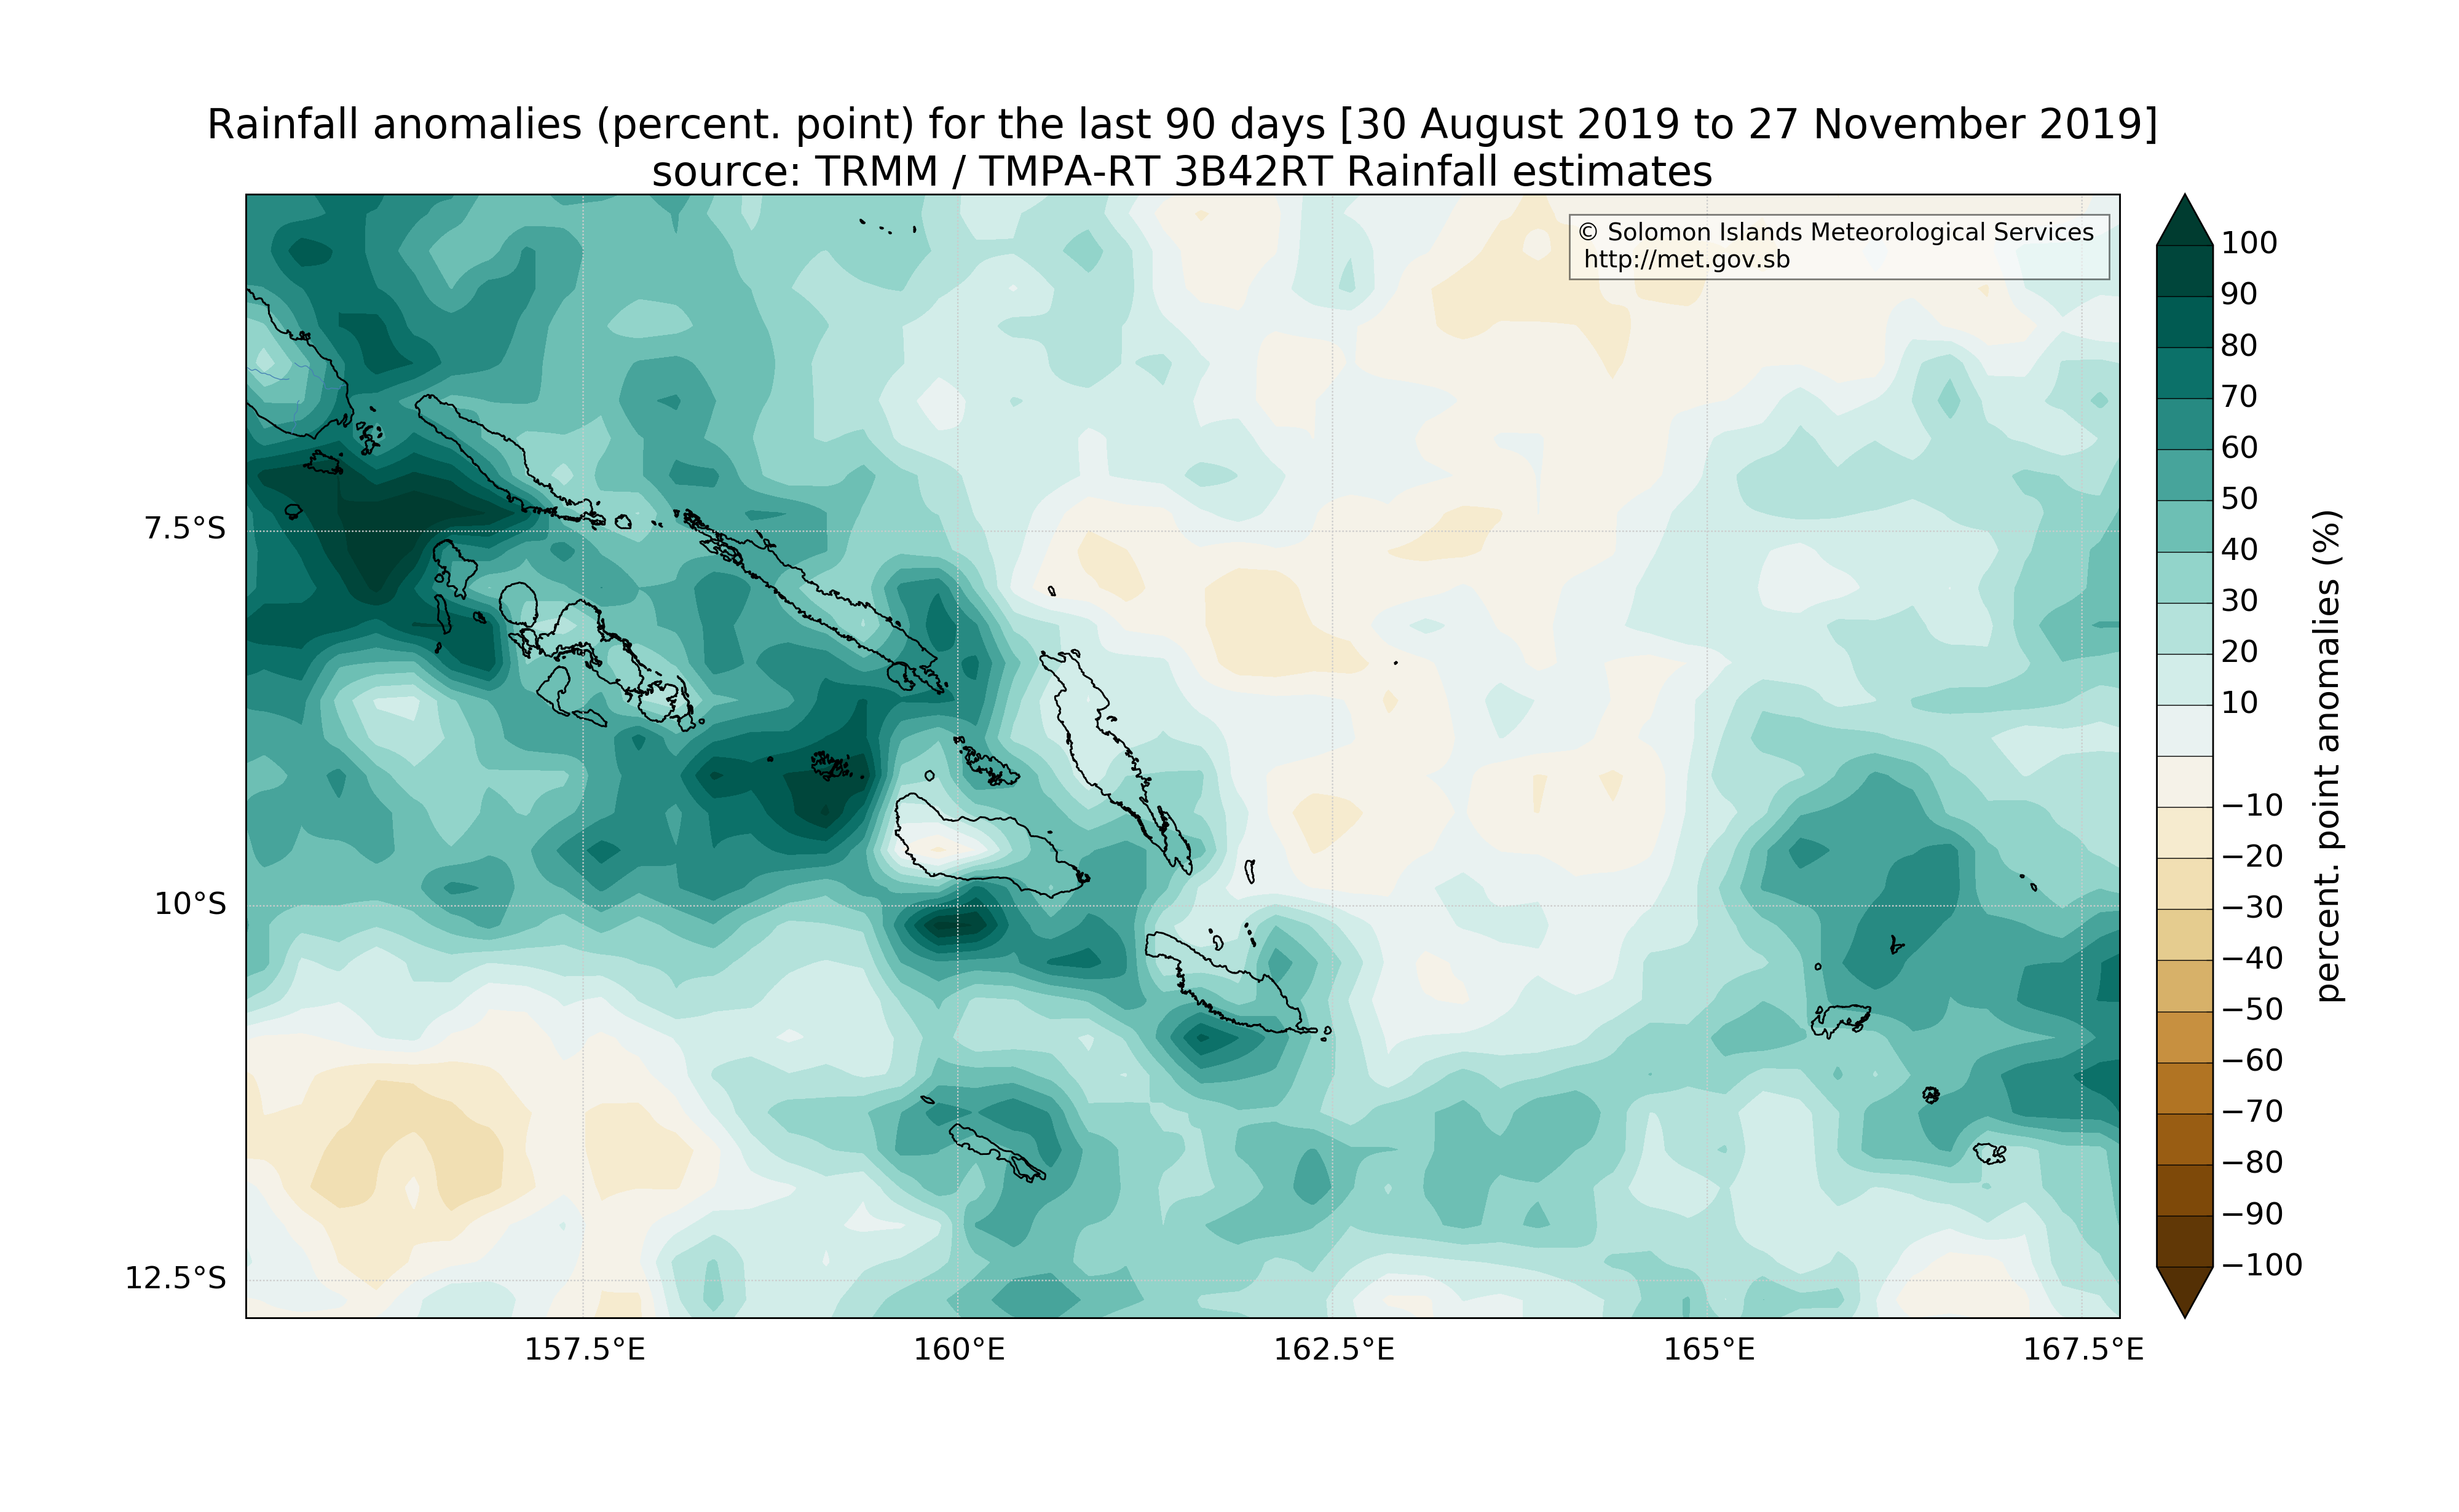 Rainfall anomalies (percent. point) for the last 90 days [30 August 2019 to 27 November 2019]
source: TRMM / TMPA-RT 3B42RT Rainfall estimates
© Solomon Islands Meteorological Services
http://met.gov.sb
7.5°S
10°S
12.5°S
157.5°E
160°E
162.5°E
165°E
167.5°E
100
90
80
70
60
50
40
30
20
10
−10
−20
−30
−40
−50
−60
−70
−80
−90
−100
percent. point anomalies (%)